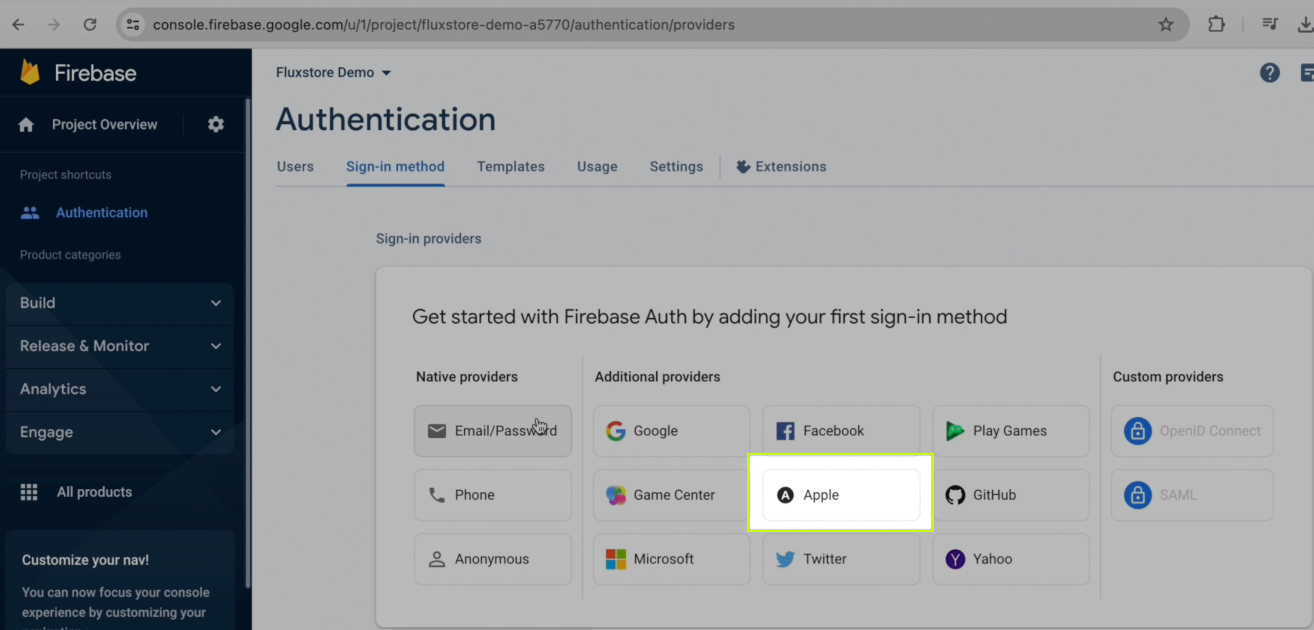 console.firebase.google.com/u/1/project/fluxstore-demo-a5770/authentication/providers
Firebase
Fluxstore Demo
Project Overview
Authentication
Users Sign-in method Templates Usage Settings Extensions
Project shortcuts
Authentication
Product categories
Build
Release & Monitor
Analytics
Engage
All products
Customize your nav!
You can now focus your console
experience by customizing your
Sign-in providers
Get started with Firebase Auth by adding your first sign-in method
Native providers
Email/Password
Phone
Anonymous
Additional providers
Google Facebook Play Games
Game Center Apple GitHub
Microsoft Twitter Yahoo
Custom providers
OpenID Connect
SAML